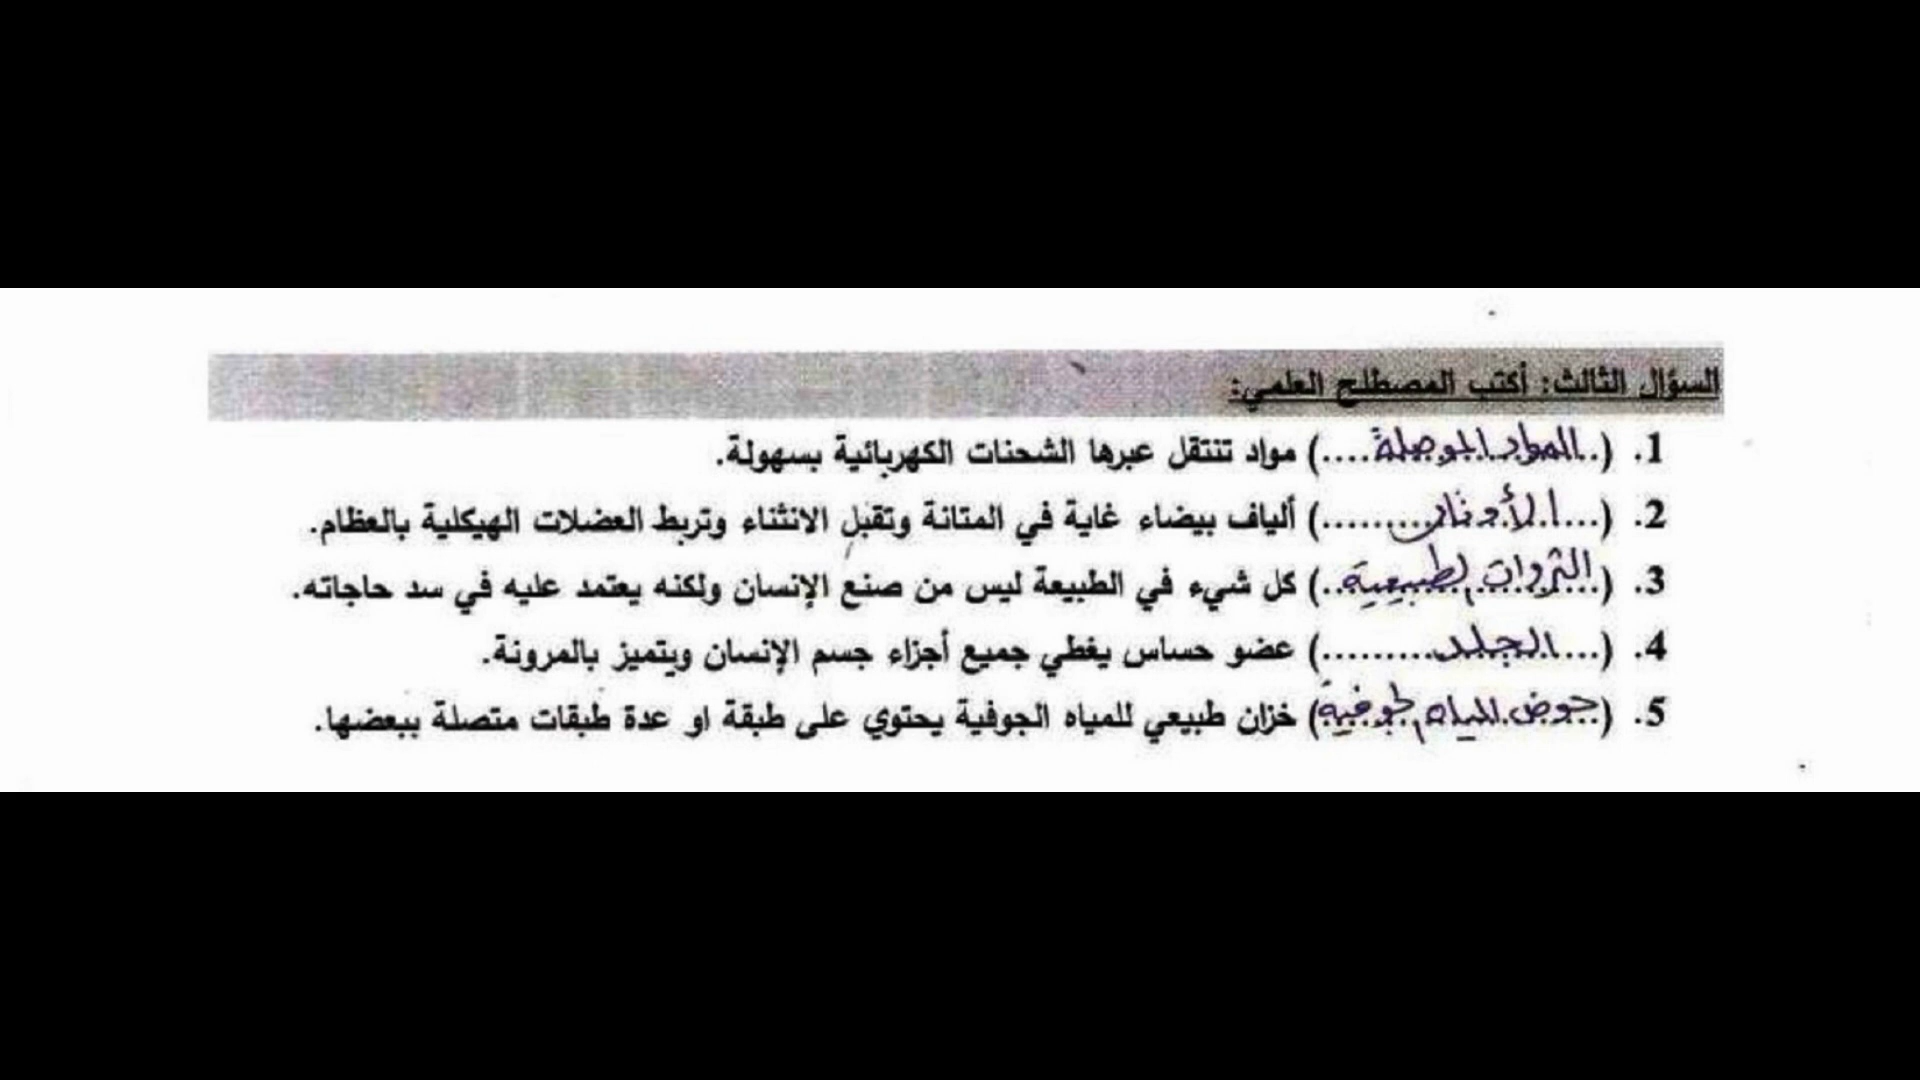 السؤال الثالث: أكتب المصطلح العلمي:
1. (..المواد الموصلة....) مواد تنتقل عبرها الشحنات الكهربائية بسهولة.
2. (...الأوتار.........) ألياف بيضاء غاية في المتانة وتقبل الانثناء وتربط العضلات الهيكلية بالعظام.
3. (..الثروات الطبيعية..) كل شيء في الطبيعة ليس من صنع الإنسان ولكنه يعتمد عليه في سد حاجاته.
4. (...الجلد.........) عضو حساس يغطي جميع أجزاء جسم الإنسان ويتميز بالمرونة.
5. (..حوض المياه الجوفية) خزان طبيعي للمياه الجوفية يحتوي على طبقة او عدة طبقات متصلة ببعضها.